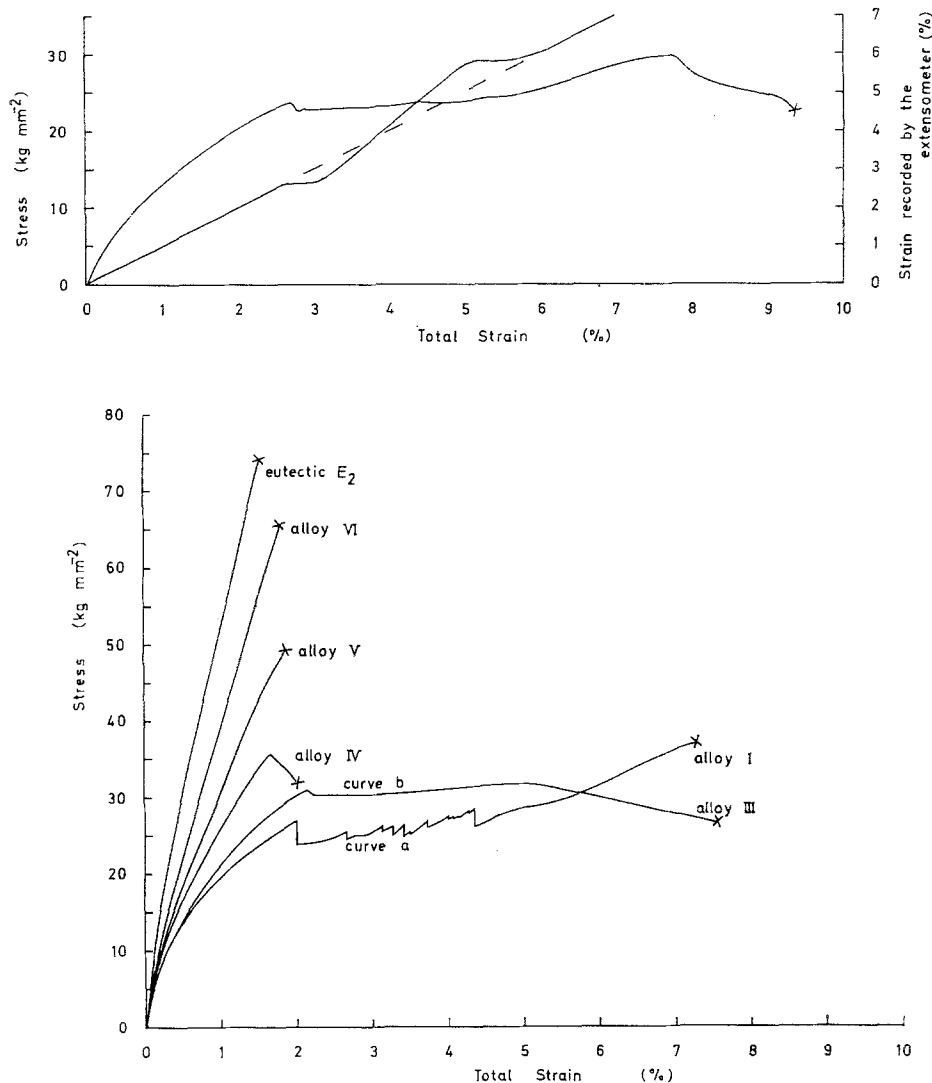 30
20
10
0
Stress (kg mm⁻²)
7
6
5
4
3
2
1
0
Strain recorded by the
extensometer (%)
0 1 2 3 4 5 6 7 8 9 10
Total Strain (%)
80
70
60
50
40
30
20
10
0
Stress (kg mm⁻²)
eutectic E₂
alloy VI
alloy V
alloy IV
curve b
alloy I
alloy III
curve a
0 1 2 3 4 5 6 7 8 9 10
Total Strain (%)